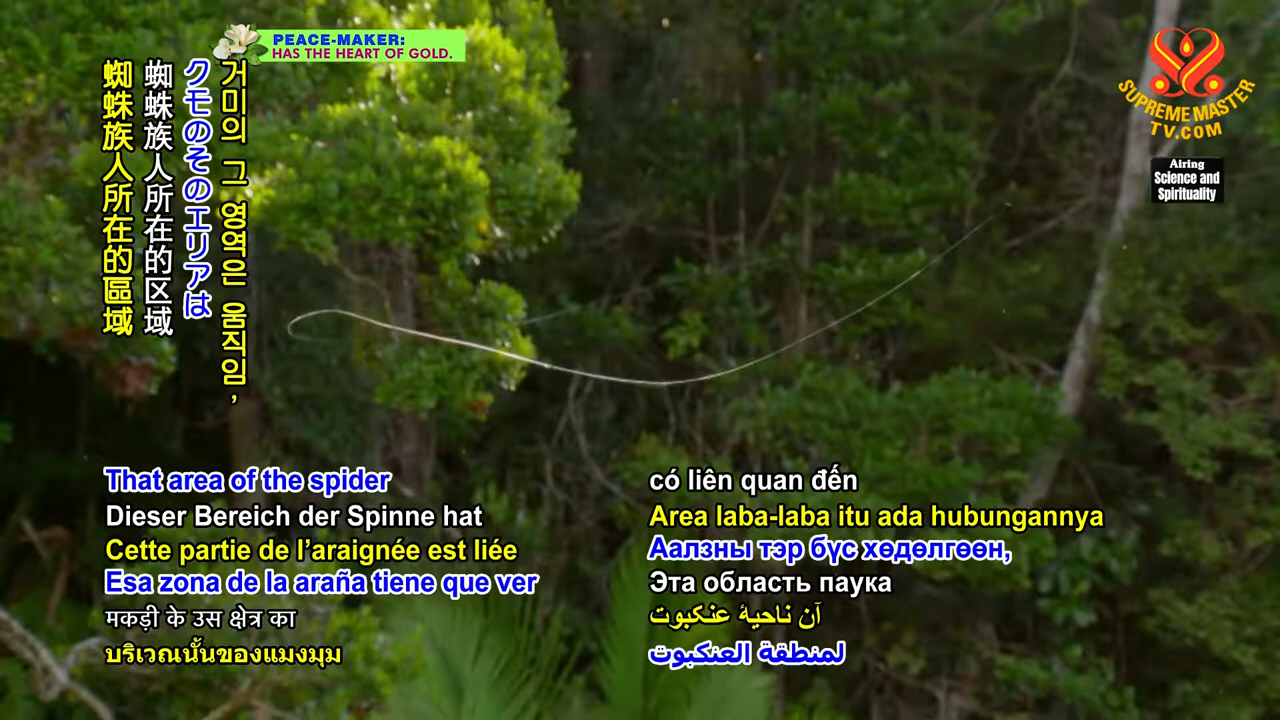 PEACE-MAKER:
HAS THE HEART OF GOLD.
SUPREME MASTER
TV.COM
Airing
Science and
Spirituality
거미의 그 영역인 움직임,
クモのそのエリアは
蜘蛛族人所在的区域
蜘蛛族人所在的區域
That area of the spider
Dieser Bereich der Spinne hat
Cette partie de l’araignée est liée
Esa zona de la araña tiene que ver
मकड़ी के उस क्षेत्र का
บริเวณนั้นของแมงมุม
có liên quan đến
Area laba-laba itu ada hubungannya
Аалзны тэр бүс хөдөлгөөн,
Эта область паука
آن ناحیهٔ عنکبوت
لمنطقة العنكبوت